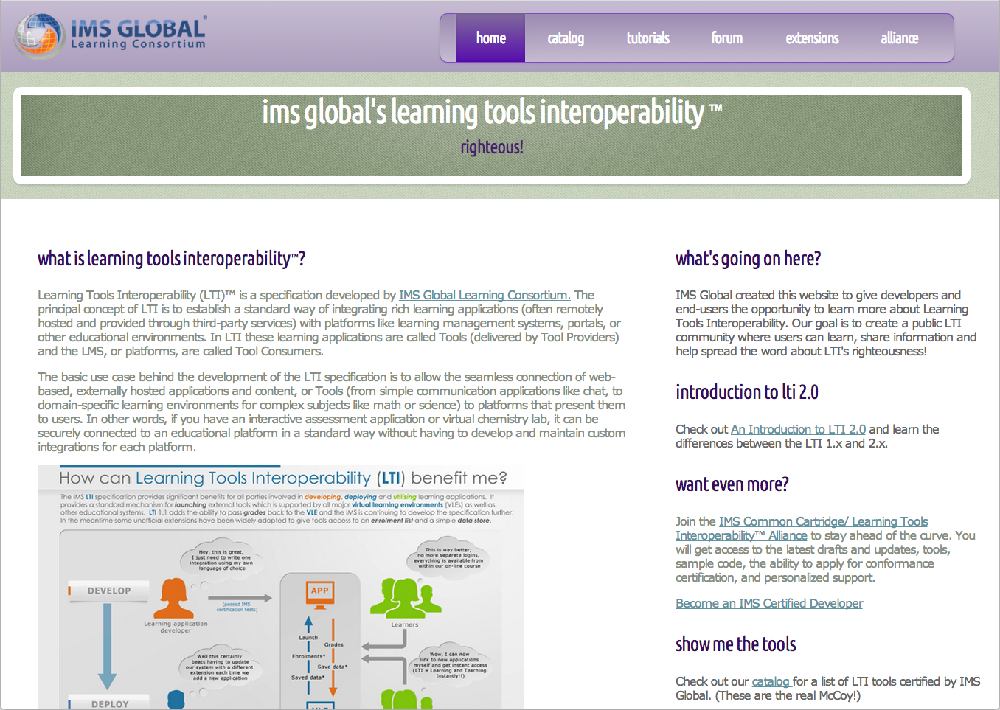 IMS GLOBAL®
Learning Consortium
home catalog tutorials forum extensions alliance
ims global's learning tools interoperability ™
righteous!
what is learning tools interoperability™?
Learning Tools Interoperability (LTI)™ is a specification developed by IMS Global Learning Consortium. The
principal concept of LTI is to establish a standard way of integrating rich learning applications (often remotely
hosted and provided through third-party services) with platforms like learning management systems, portals, or
other educational environments. In LTI these learning applications are called Tools (delivered by Tool Providers)
and the LMS, or platforms, are called Tool Consumers.
The basic use case behind the development of the LTI specification is to allow the seamless connection of web-
based, externally hosted applications and content, or Tools (from simple communication applications like chat, to
domain-specific learning environments for complex subjects like math or science) to platforms that present them
to users. In other words, if you have an interactive assessment application or virtual chemistry lab, it can be
securely connected to an educational platform in a standard way without having to develop and maintain custom
integrations for each platform.
How can Learning Tools Interoperability (LTI) benefit me?
The IMS LTI specification provides significant benefits for all parties involved in developing, deploying and utilising learning applications. It
provides a standard mechanism for launching external tools which is supported by all major virtual learning environments (VLEs) as well as
other educational systems. LTI 1.1 adds the ability to pass grades back to the VLE and the IMS is continuing to develop the specification further.
In the meantime some unofficial extensions have been widely adopted to give tools access to an enrolment list and a simple data store.
Hey, this is great,
I just need to write one
integration using my own
language of choice
This is way better;
no more separate logins,
everything is available from
within our on-line course
DEVELOP
APP
(passed IMS
certification tests)
Learning application
developer
Learners
Launch
Grades
Enrolments*
Save data*
Saved data*
Well this certainly
beats having to update
our system with a different
extension each time we
add a new application
Wow, I can now
link to new applications
myself and get instant access
(LTI = Learning and Teaching
Instantly!!)
DEPLOY
VLE
what's going on here?
IMS Global created this website to give developers and
end-users the opportunity to learn more about Learning
Tools Interoperability. Our goal is to create a public LTI
community where users can learn, share information and
help spread the word about LTI's righteousness!
introduction to lti 2.0
Check out An Introduction to LTI 2.0 and learn the
differences between the LTI 1.x and 2.x.
want even more?
Join the IMS Common Cartridge/ Learning Tools
Interoperability™ Alliance to stay ahead of the curve. You
will get access to the latest drafts and updates, tools,
sample code, the ability to apply for conformance
certification, and personalized support.
Become an IMS Certified Developer
show me the tools
Check out our catalog for a list of LTI tools certified by IMS
Global. (These are the real McCoy!)